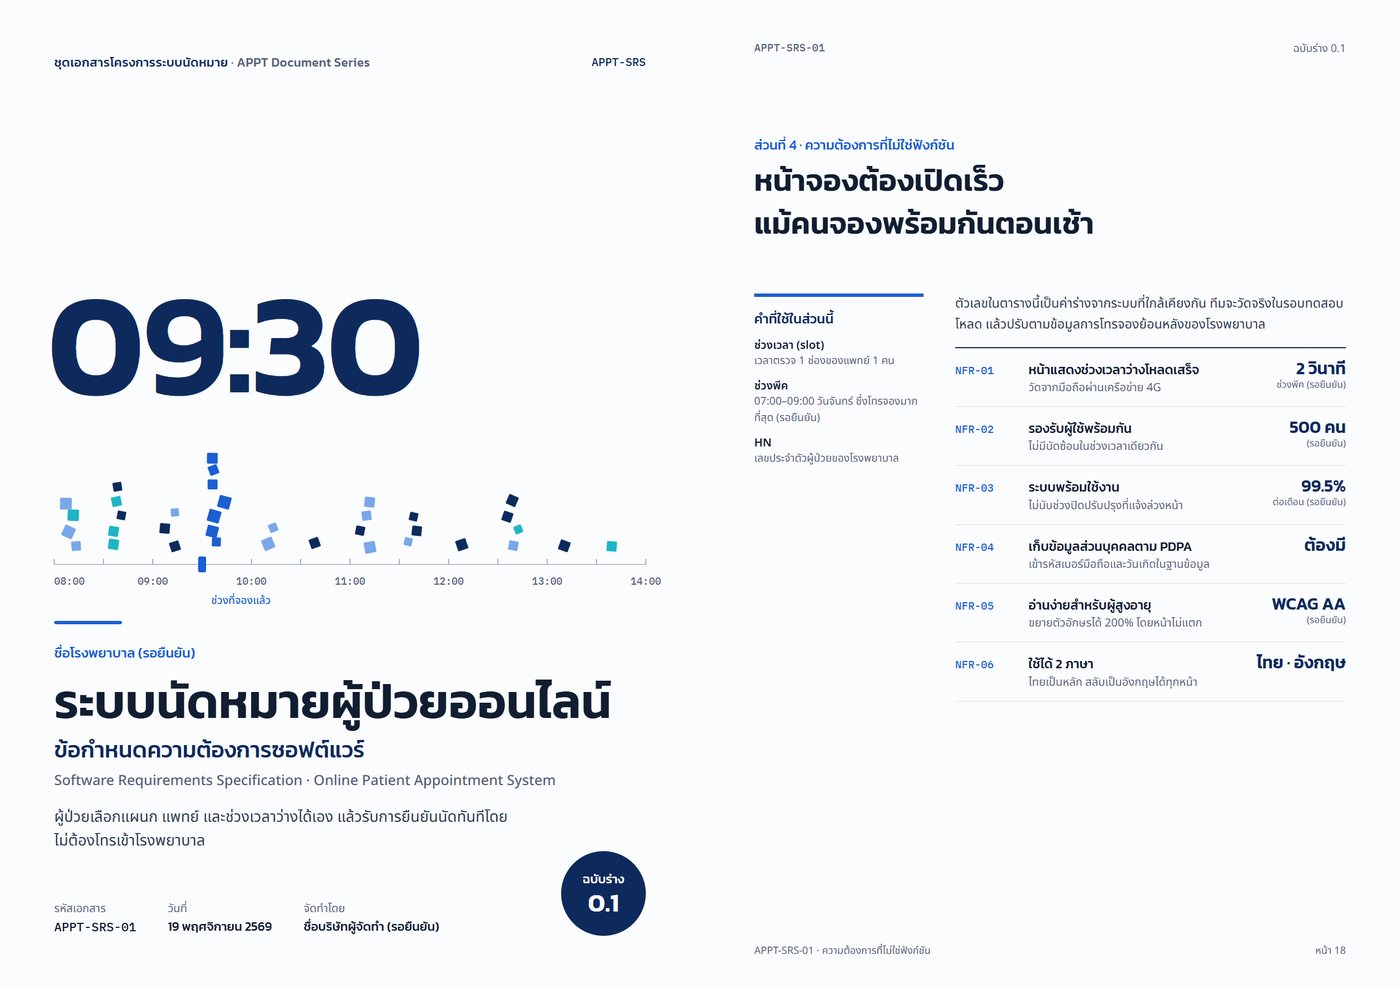 ชุดเอกสารโครงการระบบนัดหมาย · APPT Document Series
APPT-SRS
09:30
08:00 09:00 10:00 11:00 12:00 13:00 14:00
ช่วงที่จองแล้ว
ชื่อโรงพยาบาล (รอยืนยัน)
ระบบนัดหมายผู้ป่วยออนไลน์
ข้อกำหนดความต้องการซอฟต์แวร์
Software Requirements Specification · Online Patient Appointment System
ผู้ป่วยเลือกแผนก แพทย์ และช่วงเวลาว่างได้เอง แล้วรับการยืนยันนัดทันทีโดย
ไม่ต้องโทรเข้าโรงพยาบาล
ฉบับร่าง
0.1
รหัสเอกสาร
APPT-SRS-01
วันที่
19 พฤศจิกายน 2569
จัดทำโดย
ชื่อบริษัทผู้จัดทำ (รอยืนยัน)
APPT-SRS-01
ฉบับร่าง 0.1
ส่วนที่ 4 · ความต้องการที่ไม่ใช่ฟังก์ชัน
หน้าจองต้องเปิดเร็ว
แม้คนจองพร้อมกันตอนเช้า
คำที่ใช้ในส่วนนี้
ช่วงเวลา (slot)
เวลาตรวจ 1 ช่องของแพทย์ 1 คน
ช่วงพีค
07:00–09:00 วันจันทร์ ซึ่งโทรจองมาก
ที่สุด (รอยืนยัน)
HN
เลขประจำตัวผู้ป่วยของโรงพยาบาล
ตัวเลขในตารางนี้เป็นค่าร่างจากระบบที่ใกล้เคียงกัน ทีมจะวัดจริงในรอบทดสอบ
โหลด แล้วปรับตามข้อมูลการโทรจองย้อนหลังของโรงพยาบาล
NFR-01
หน้าแสดงช่วงเวลาว่างโหลดเสร็จ
วัดจากมือถือผ่านเครือข่าย 4G
2 วินาที
ช่วงพีค (รอยืนยัน)
NFR-02
รองรับผู้ใช้พร้อมกัน
ไม่มีนัดซ้อนในช่วงเวลาเดียวกัน
500 คน
(รอยืนยัน)
NFR-03
ระบบพร้อมใช้งาน
ไม่นับช่วงปิดปรับปรุงที่แจ้งล่วงหน้า
99.5%
ต่อเดือน (รอยืนยัน)
NFR-04
เก็บข้อมูลส่วนบุคคลตาม PDPA
เข้ารหัสเบอร์มือถือและวันเกิดในฐานข้อมูล
ต้องมี
NFR-05
อ่านง่ายสำหรับผู้สูงอายุ
ขยายตัวอักษรได้ 200% โดยหน้าไม่แตก
WCAG AA
(รอยืนยัน)
NFR-06
ใช้ได้ 2 ภาษา
ไทยเป็นหลัก สลับเป็นอังกฤษได้ทุกหน้า
ไทย · อังกฤษ
APPT-SRS-01 · ความต้องการที่ไม่ใช่ฟังก์ชัน
หน้า 18